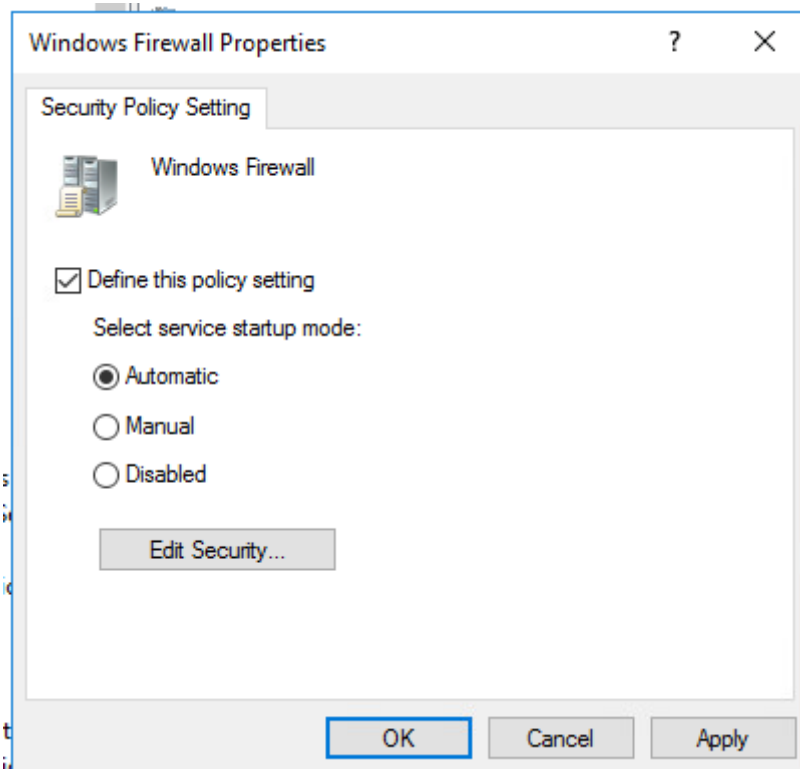 Windows Firewall Properties
?
Security Policy Setting
Windows Firewall
Define this policy setting
Select service startup mode:
Automatic
Manual
Disabled
Edit Security...
OK
Cancel
Apply